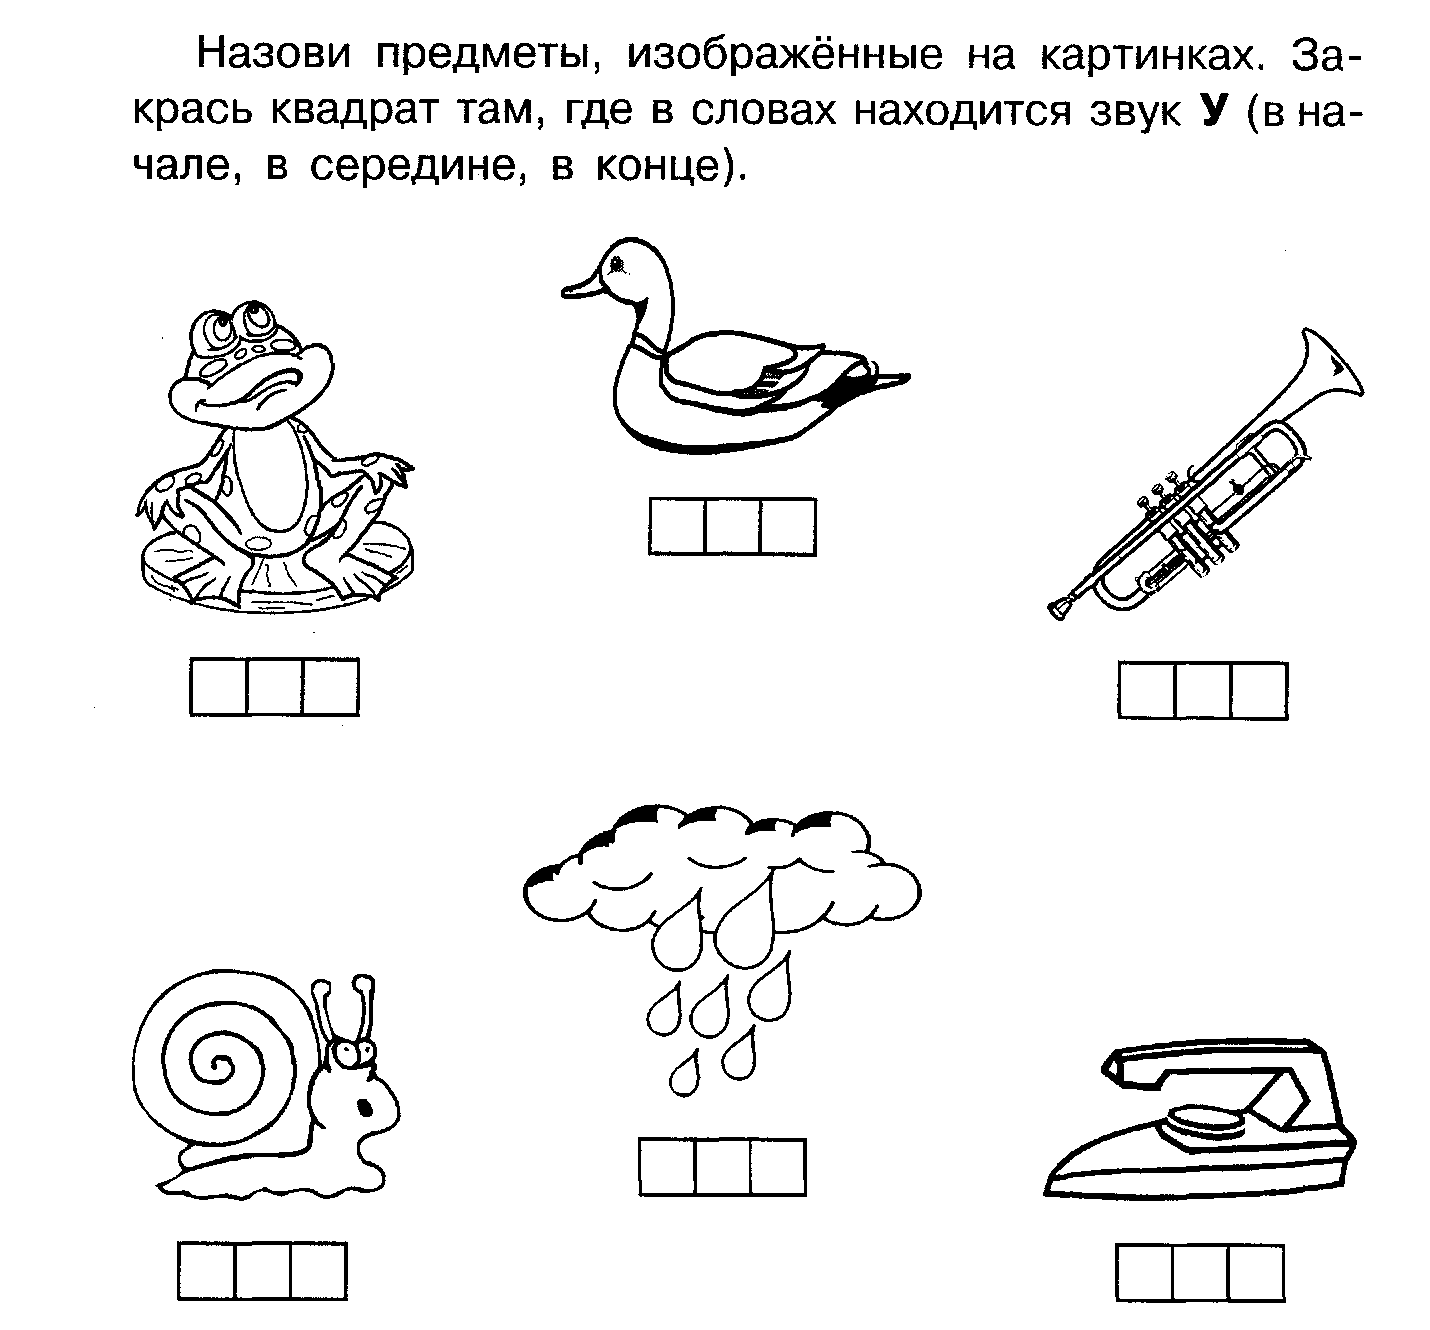 Назови предметы, изображённые на картинках. За-
крась квадрат там, где в словах находится звук У (в на-
чале, в середине, в конце).